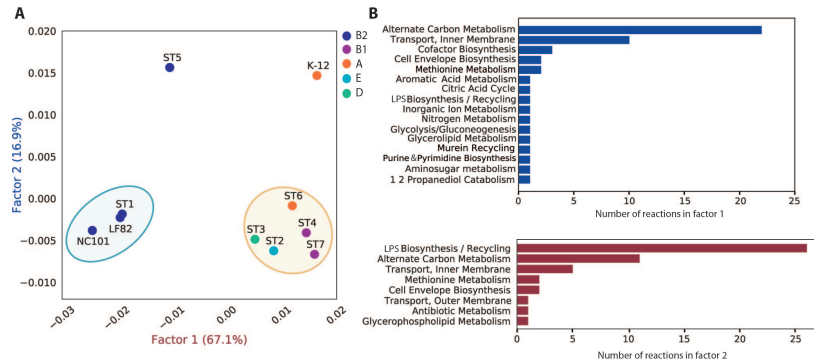 A
0.020
0.015
0.010
0.005
0.000
−0.005
−0.010
Factor 2 (16.9%)
ST5
K-12
ST1
LF82
NC101
ST6
ST3
ST4
ST2
ST7
−0.03
−0.02
−0.01
0.00
0.01
0.02
Factor 1 (67.1%)
B2
B1
A
E
D
B
Alternate Carbon Metabolism
Transport, Inner Membrane
Cofactor Biosynthesis
Cell Envelope Biosynthesis
Methionine Metabolism
Aromatic Acid Metabolism
Citric Acid Cycle
LPS Biosynthesis / Recycling
Inorganic Ion Metabolism
Nitrogen Metabolism
Glycolysis/Gluconeogenesis
Glycerolipid Metabolism
Murein Recycling
Purine & Pyrimidine Biosynthesis
Aminosugar metabolism
1 2 Propanediol Catabolism
0 5 10 15 20 25
Number of reactions in factor 1
LPS Biosynthesis / Recycling
Alternate Carbon Metabolism
Transport, Inner Membrane
Methionine Metabolism
Cell Envelope Biosynthesis
Transport, Outer Membrane
Antibiotic Metabolism
Glycerophospholipid Metabolism
0 5 10 15 20 25
Number of reactions in factor 2